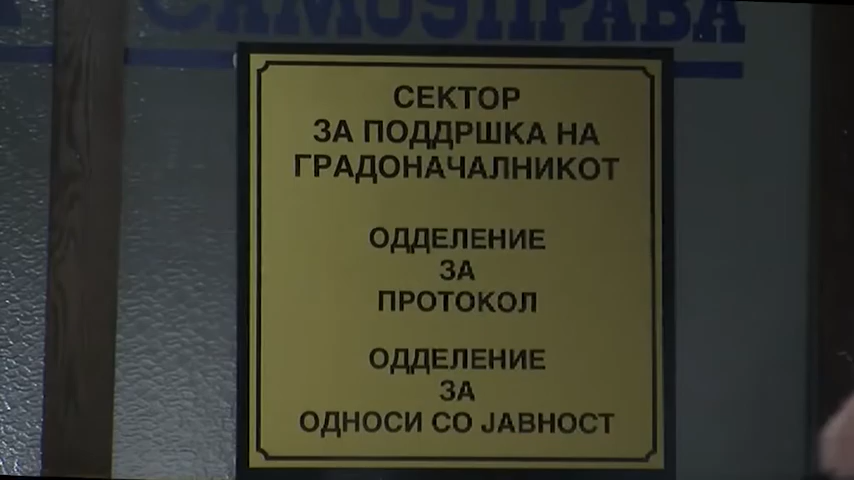 САМОУПРАВА
СЕКТОР
ЗА ПОДДРШКА НА
ГРАДОНАЧАЛНИКОТ
ОДДЕЛЕНИЕ
ЗА
ПРОТОКОЛ
ОДДЕЛЕНИЕ
ЗА
ОДНОСИ СО ЈАВНОСТ